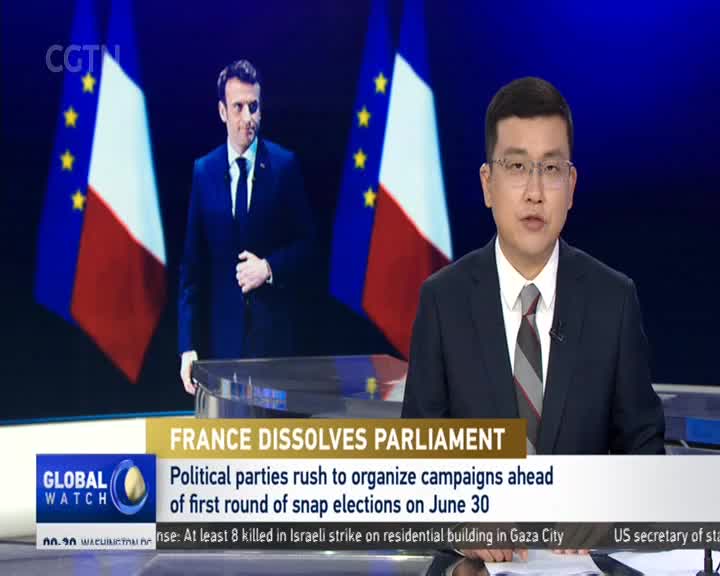 CGTN
FRANCE DISSOLVES PARLIAMENT
Political parties rush to organize campaigns ahead
of first round of snap elections on June 30
GLOBAL
WATCH
00:30 WASHINGTON DC
nse: At least 8 killed in Israeli strike on residential building in Gaza City US secretary of sta